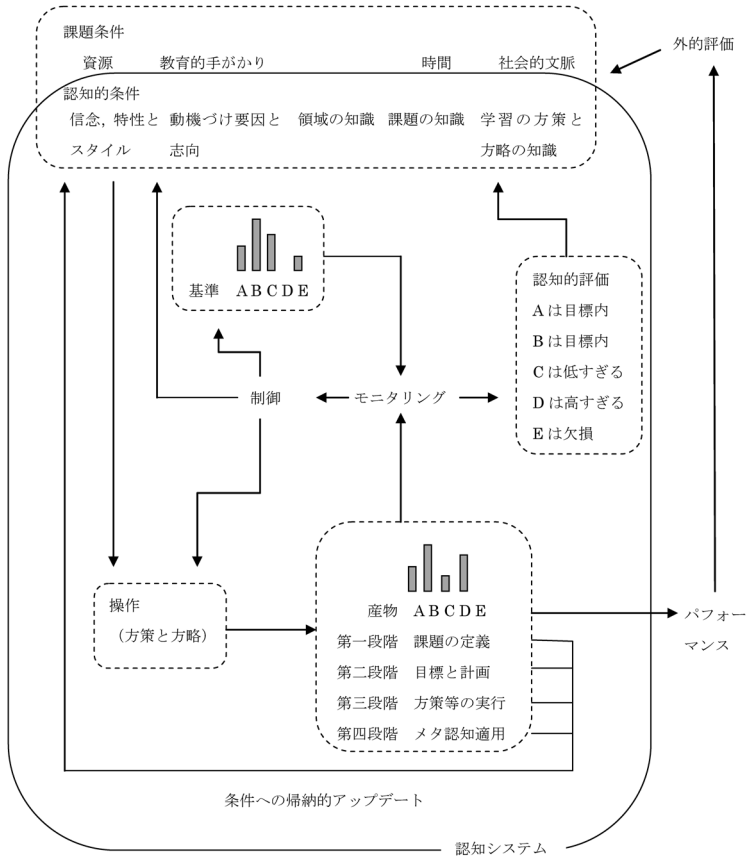 課題条件
外的評価
資源 教育的手がかり 時間 社会的文脈
認知的条件
信念, 特性と 動機づけ要因と 領域の知識 課題の知識 学習の方策と
スタイル 志向 方略の知識
基準 A B C D E
認知的評価
A は目標内
B は目標内
C は低すぎる
D は高すぎる
E は欠損
制御 モニタリング
操作
（方策と方略）
産物 A B C D E
第一段階 課題の定義
第二段階 目標と計画
第三段階 方策等の実行
第四段階 メタ認知適用
パフォー
マンス
条件への帰納的アップデート
認知システム